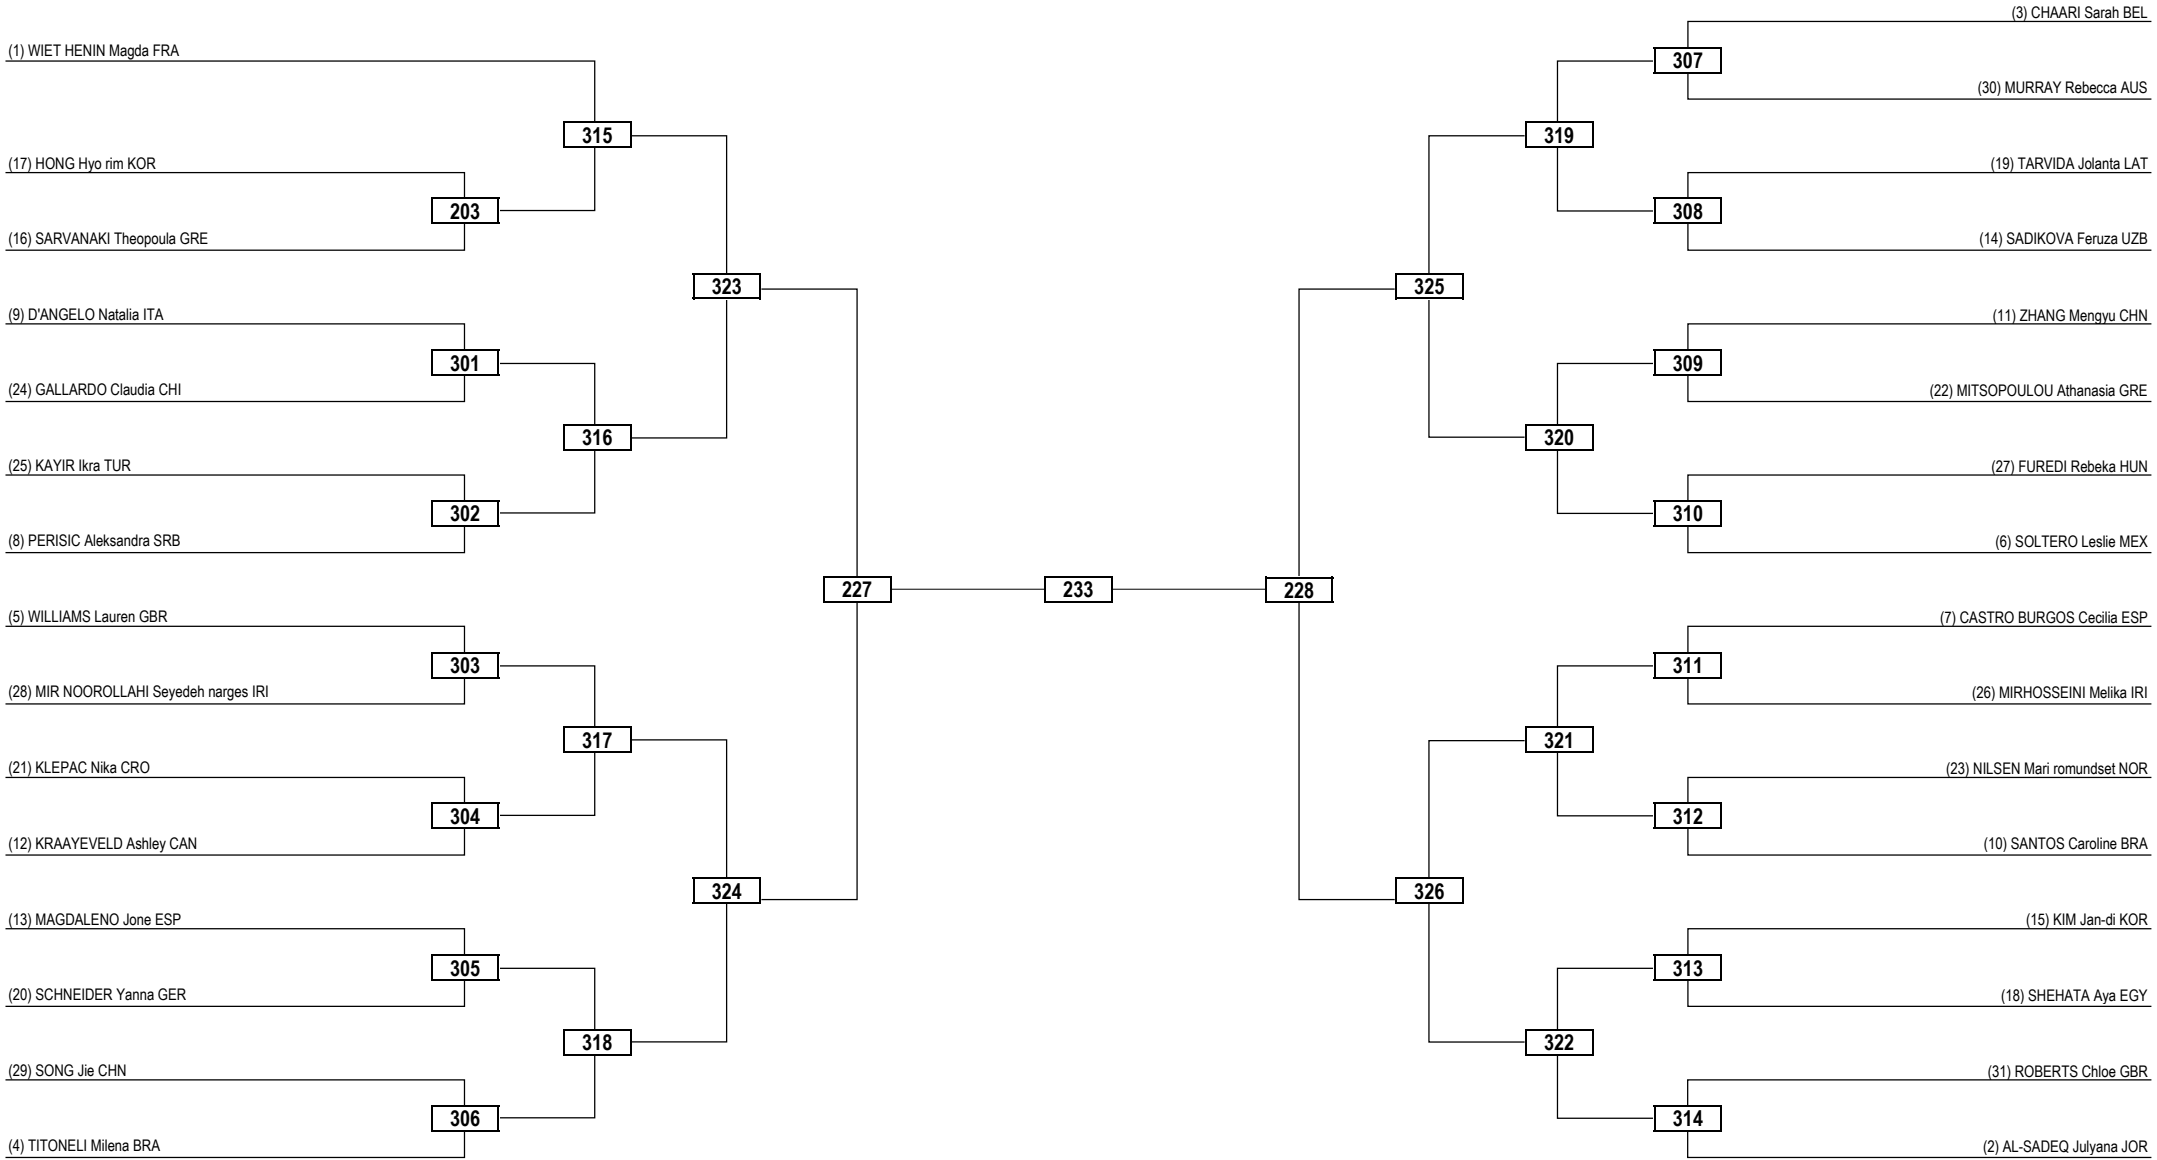 (1) WIET HENIN Magda FRA
315
(17) HONG Hyo rim KOR
203
(16) SARVANAKI Theopoula GRE
323
(9) D'ANGELO Natalia ITA
301
(24) GALLARDO Claudia CHI
316
(25) KAYIR Ikra TUR
302
(8) PERISIC Aleksandra SRB
227
(5) WILLIAMS Lauren GBR
303
(28) MIR NOOROLLAHI Seyedeh narges IRI
317
(21) KLEPAC Nika CRO
304
(12) KRAAYEVELD Ashley CAN
324
(13) MAGDALENO Jone ESP
305
(20) SCHNEIDER Yanna GER
318
(29) SONG Jie CHN
306
(4) TITONELI Milena BRA
233
(3) CHAARI Sarah BEL
307
(30) MURRAY Rebecca AUS
319
(19) TARVIDA Jolanta LAT
308
(14) SADIKOVA Feruza UZB
325
(11) ZHANG Mengyu CHN
309
(22) MITSOPOULOU Athanasia GRE
320
(27) FUREDI Rebeka HUN
310
(6) SOLTERO Leslie MEX
228
(7) CASTRO BURGOS Cecilia ESP
311
(26) MIRHOSSEINI Melika IRI
321
(23) NILSEN Mari romundset NOR
312
(10) SANTOS Caroline BRA
326
(15) KIM Jan-di KOR
313
(18) SHEHATA Aya EGY
322
(31) ROBERTS Chloe GBR
314
(2) AL-SADEQ Julyana JOR